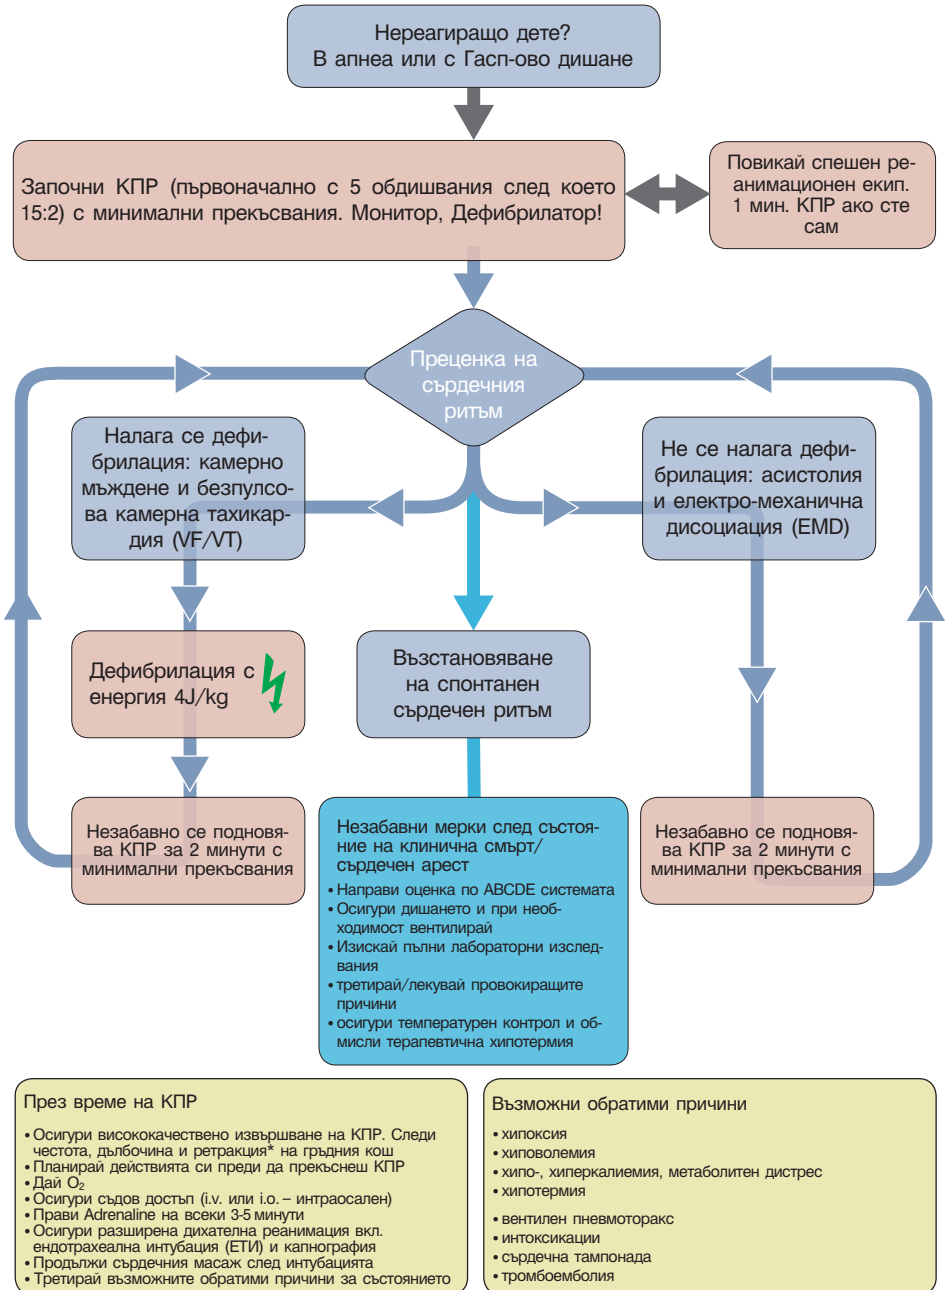 Нереагиращо дете?
В апнеа или с Гасп-ово дишане
Започни КПР (първоначално с 5 обдишвания след което
15:2) с минимални прекъсвания. Монитор, Дефибрилатор!
Повикай спешен ре-
анимационен екип.
1 мин. КПР ако сте
сам
Преценка на
сърдечния
ритъм
Налага се дефи-
брилация: камерно
мъждене и безпулсо-
ва камерна тахикар-
дия (VF/VT)
Не се налага дефи-
брилация: асистолия
и електро-механична
дисоциация (EMD)
Дефибрилация с
енергия 4J/kg
Възстановяване
на спонтанен
сърдечен ритъм
Незабавно се подновя-
ва КПР за 2 минути с
минимални прекъсвания
Незабавни мерки след състоя-
ние на клинична смърт/
сърдечен арест
• Направи оценка по ABCDE системата
• Осигури дишането и при необ-
ходимост вентилирай
• Изискай пълни лабораторни изслед-
вания
• третирай/лекувай провокиращите
причини
• осигури температурен контрол и об-
мисли терапевтична хипотермия
Незабавно се подновя-
ва КПР за 2 минути с
минимални прекъсвания
През време на КПР
• Осигури висококачествено извършване на КПР. Следи
честота, дълбочина и ретракция* на гръдния кош
• Планирай действията си преди да прекъснеш КПР
• Дай O₂
• Осигури съдов достъп (i.v. или i.o. – интраосален)
• Прави Adrenaline на всеки 3-5 минути
• Осигури разширена дихателна реанимация вкл.
ендотрахеална интубация (ЕТИ) и капнография
• Продължи сърдечния масаж след интубацията
• Третирай възможните обратими причини за състоянието
Възможни обратими причини
• хипоксия
• хиповолемия
• хипо-, хиперкалиемия, метаболитен дистрес
• хипотермия
• вентилен пневмоторакс
• интоксикации
• сърдечна тампонада
• тромбоемболия